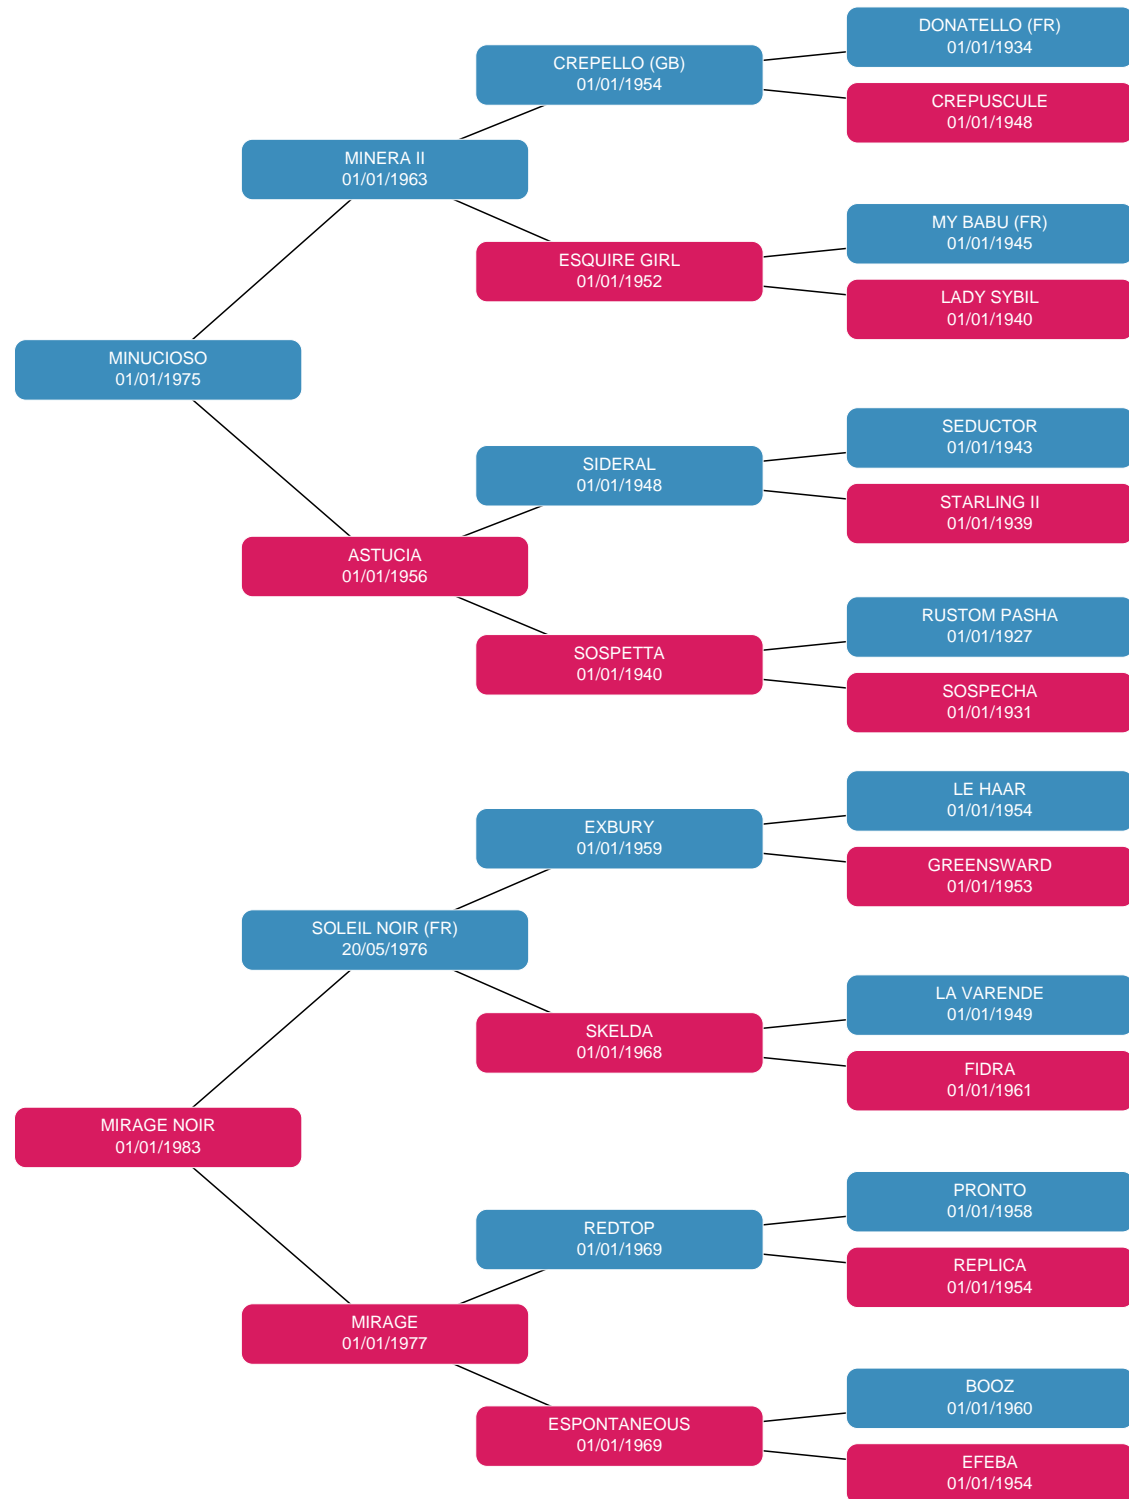 DONATELLO (FR)
01/01/1934
CREPELLO (GB)
01/01/1954
CREPUSCULE
01/01/1948
MINERA II
01/01/1963
MY BABU (FR)
01/01/1945
ESQUIRE GIRL
01/01/1952
LADY SYBIL
01/01/1940
MINUCIOSO
01/01/1975
SEDUCTOR
01/01/1943
SIDERAL
01/01/1948
STARLING II
01/01/1939
ASTUCIA
01/01/1956
RUSTOM PASHA
01/01/1927
SOSPETTA
01/01/1940
SOSPECHA
01/01/1931
LE HAAR
01/01/1954
EXBURY
01/01/1959
GREENSWARD
01/01/1953
SOLEIL NOIR (FR)
20/05/1976
LA VARENDE
01/01/1949
SKELDA
01/01/1968
FIDRA
01/01/1961
MIRAGE NOIR
01/01/1983
PRONTO
01/01/1958
REDTOP
01/01/1969
REPLICA
01/01/1954
MIRAGE
01/01/1977
BOOZ
01/01/1960
ESPONTANEOUS
01/01/1969
EFEBA
01/01/1954